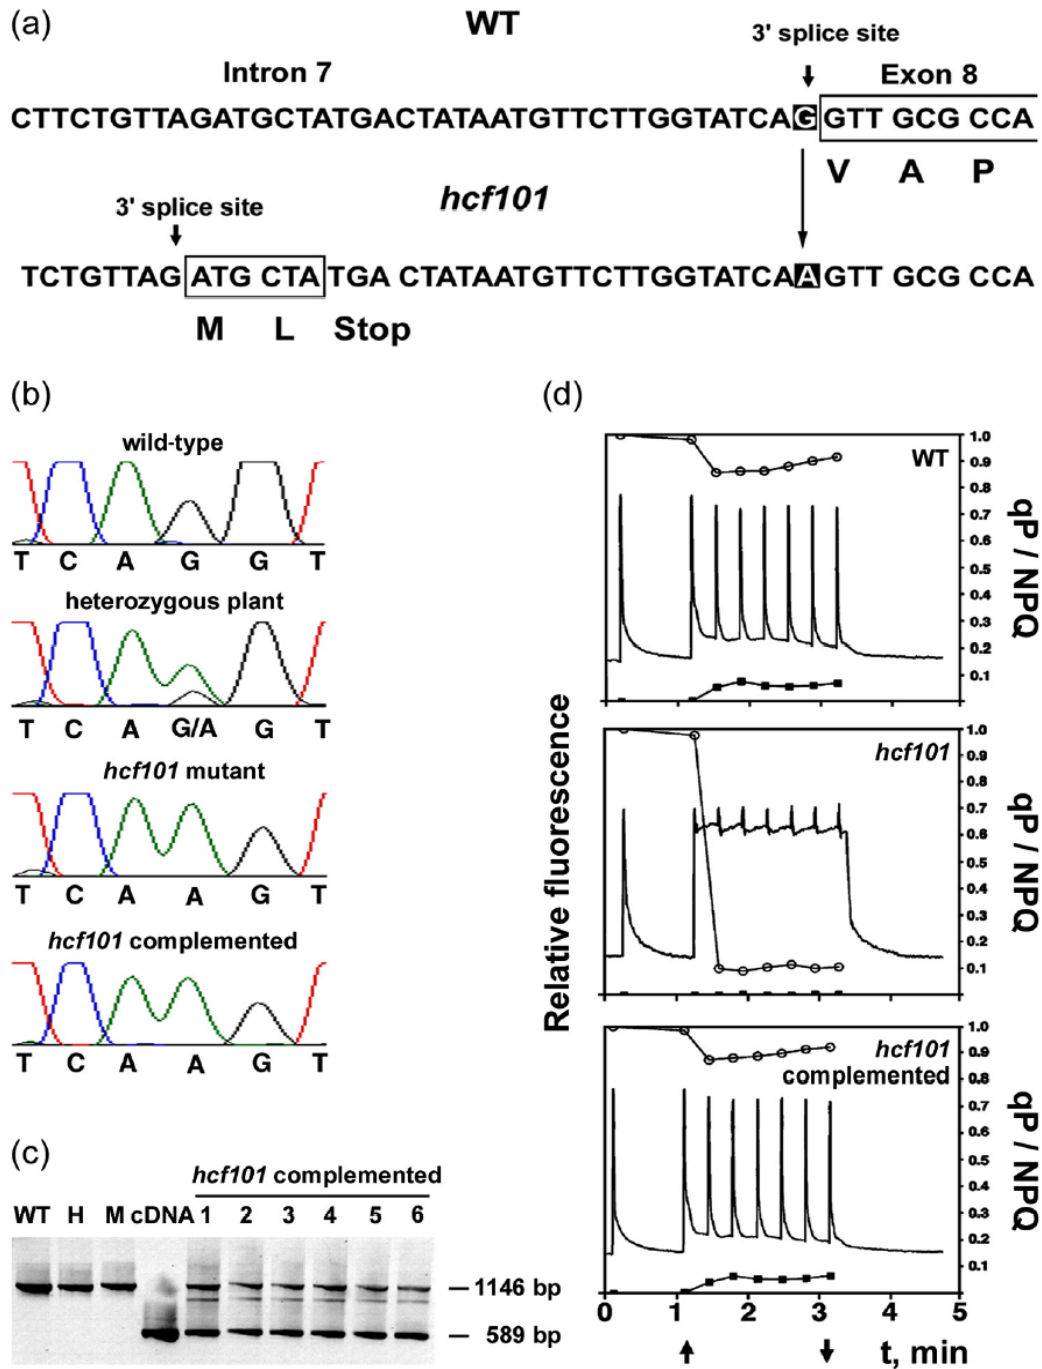 (a)
WT
3' splice site
Intron 7
Exon 8
CTTCTGTTAGATGCTATGACTATAATGTTCTTGGTATCAG GTT GCG CCA
V A P
hcf101
3' splice site
TCTGTTAG ATG CTA TGA CTATAATGTTCTTGGTATCAA GTT GCG CCA
M L Stop
(b)
wild-type
T C A G G T
heterozygous plant
T C A G/A G T
hcf101 mutant
T C A A G T
hcf101 complemented
T C A A G T
(c)
hcf101 complemented
WT H M cDNA 1 2 3 4 5 6
1146 bp
589 bp
(d)
Relative fluorescence
WT
1.0
0.9
0.8
0.7
0.6
0.5
0.4
0.3
0.2
0.1
qP / NPQ
hcf101
1.0
0.9
0.8
0.7
0.6
0.5
0.4
0.3
0.2
0.1
qP / NPQ
hcf101
complemented
1.0
0.9
0.8
0.7
0.6
0.5
0.4
0.3
0.2
0.1
qP / NPQ
0 1 2 3 4 5
t, min